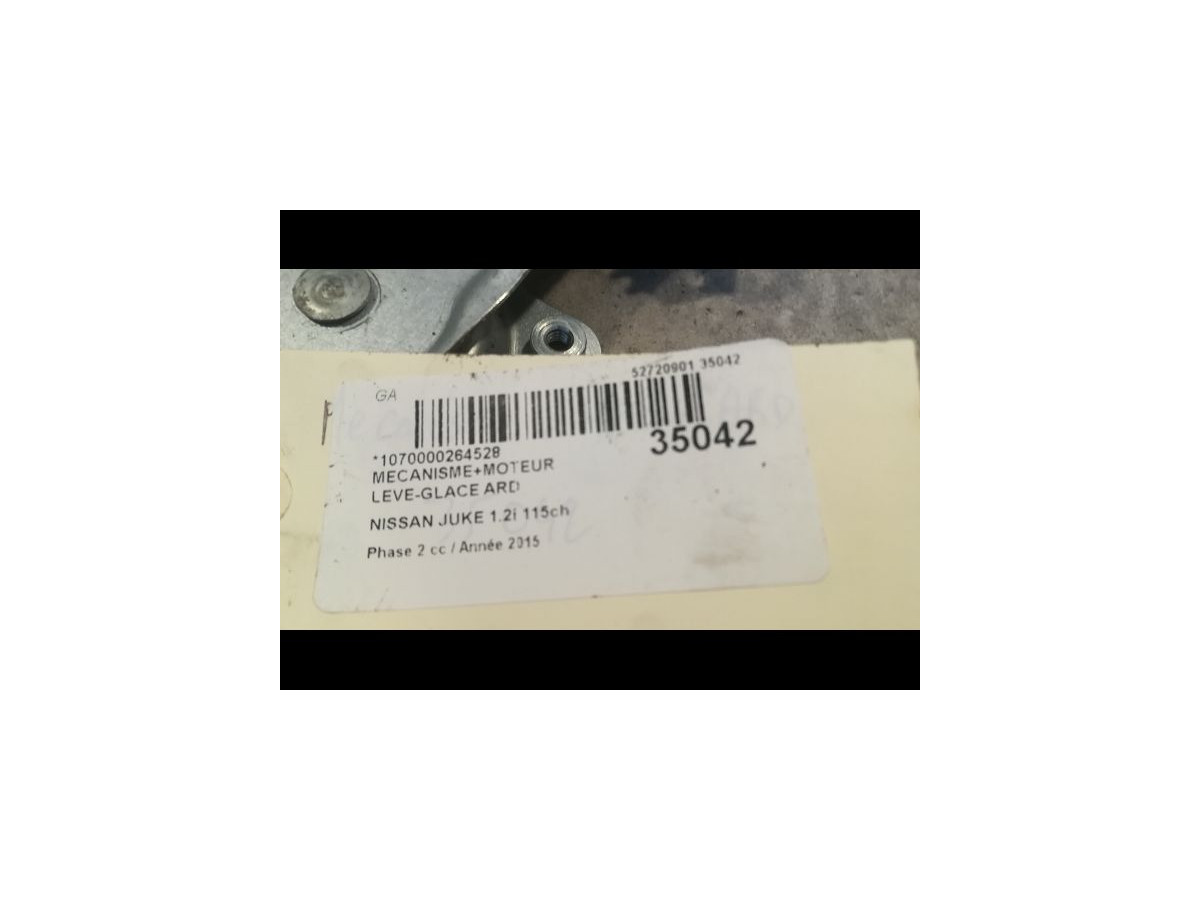 GA
52720901 35042
35042
*1070000264528
MECANISME+MOTEUR
LEVE-GLACE ARD
NISSAN JUKE 1.2i 115ch
Phase 2 cc / Année 2015